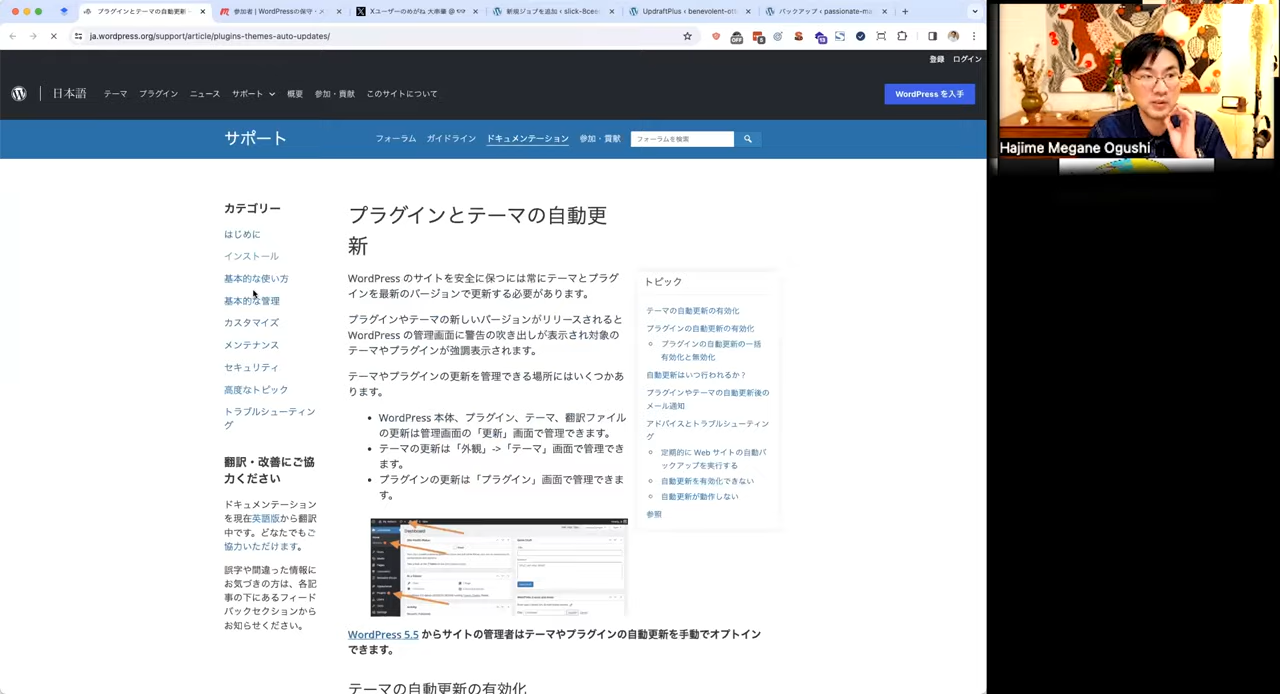 プラグインとテーマの自動更新 -
参加者 | WordPressの保守・メ
Xユーザーのめがね 大串肇 @
新規ジョブを追加 ‹ slick-8cee
UpdraftPlus ‹ benevolent-ott
バックアップ ‹ passionate-ma
ja.wordpress.org/support/article/plugins-themes-auto-updates/
登録 ログイン
日本語 テーマ プラグイン ニュース サポート 概要 参加・貢献 このサイトについて WordPress を入手
サポート フォーラム ガイドライン ドキュメンテーション 参加・貢献 フォーラムを検索
カテゴリー
はじめに
インストール
基本的な使い方
基本的な管理
カスタマイズ
メンテナンス
セキュリティ
高度なトピック
トラブルシューティン
グ
翻訳・改善にご協
力ください
ドキュメンテーション
を現在英語版から翻訳
中です。どなたでもご
協力いただけます。
誤字や間違った情報に
お気づきの方は、各記
事の下にあるフィード
バックセクションから
お知らせください。
プラグインとテーマの自動更
新
WordPress のサイトを安全に保つには常にテーマとプラグ
インを最新のバージョンで更新する必要があります。
プラグインやテーマの新しいバージョンがリリースされると
WordPress の管理画面に警告の吹き出しが表示され対象の
テーマやプラグインが強調表示されます。
テーマやプラグインの更新を管理できる場所にはいくつかあ
ります。
WordPress 本体、プラグイン、テーマ、翻訳ファイル
の更新は管理画面の「更新」画面で管理できます。
テーマの更新は「外観」->「テーマ」画面で管理でき
ます。
プラグインの更新は「プラグイン」画面で管理できま
す。
WordPress 5.5 からサイトの管理者はテーマやプラグインの自動更新を手動でオプトイン
できます。
テーマの自動更新の有効化
トピック
テーマの自動更新の有効化
プラグインの自動更新の有効化
プラグインの自動更新の一括
有効化と無効化
自動更新はいつ行われるか？
プラグインやテーマの自動更新後の
メール通知
アドバイスとトラブルシューティン
グ
定期的に Web サイトの自動バ
ックアップを実行する
自動更新を有効化できない
自動更新が動作しない
参照
Hajime Megane Ogushi